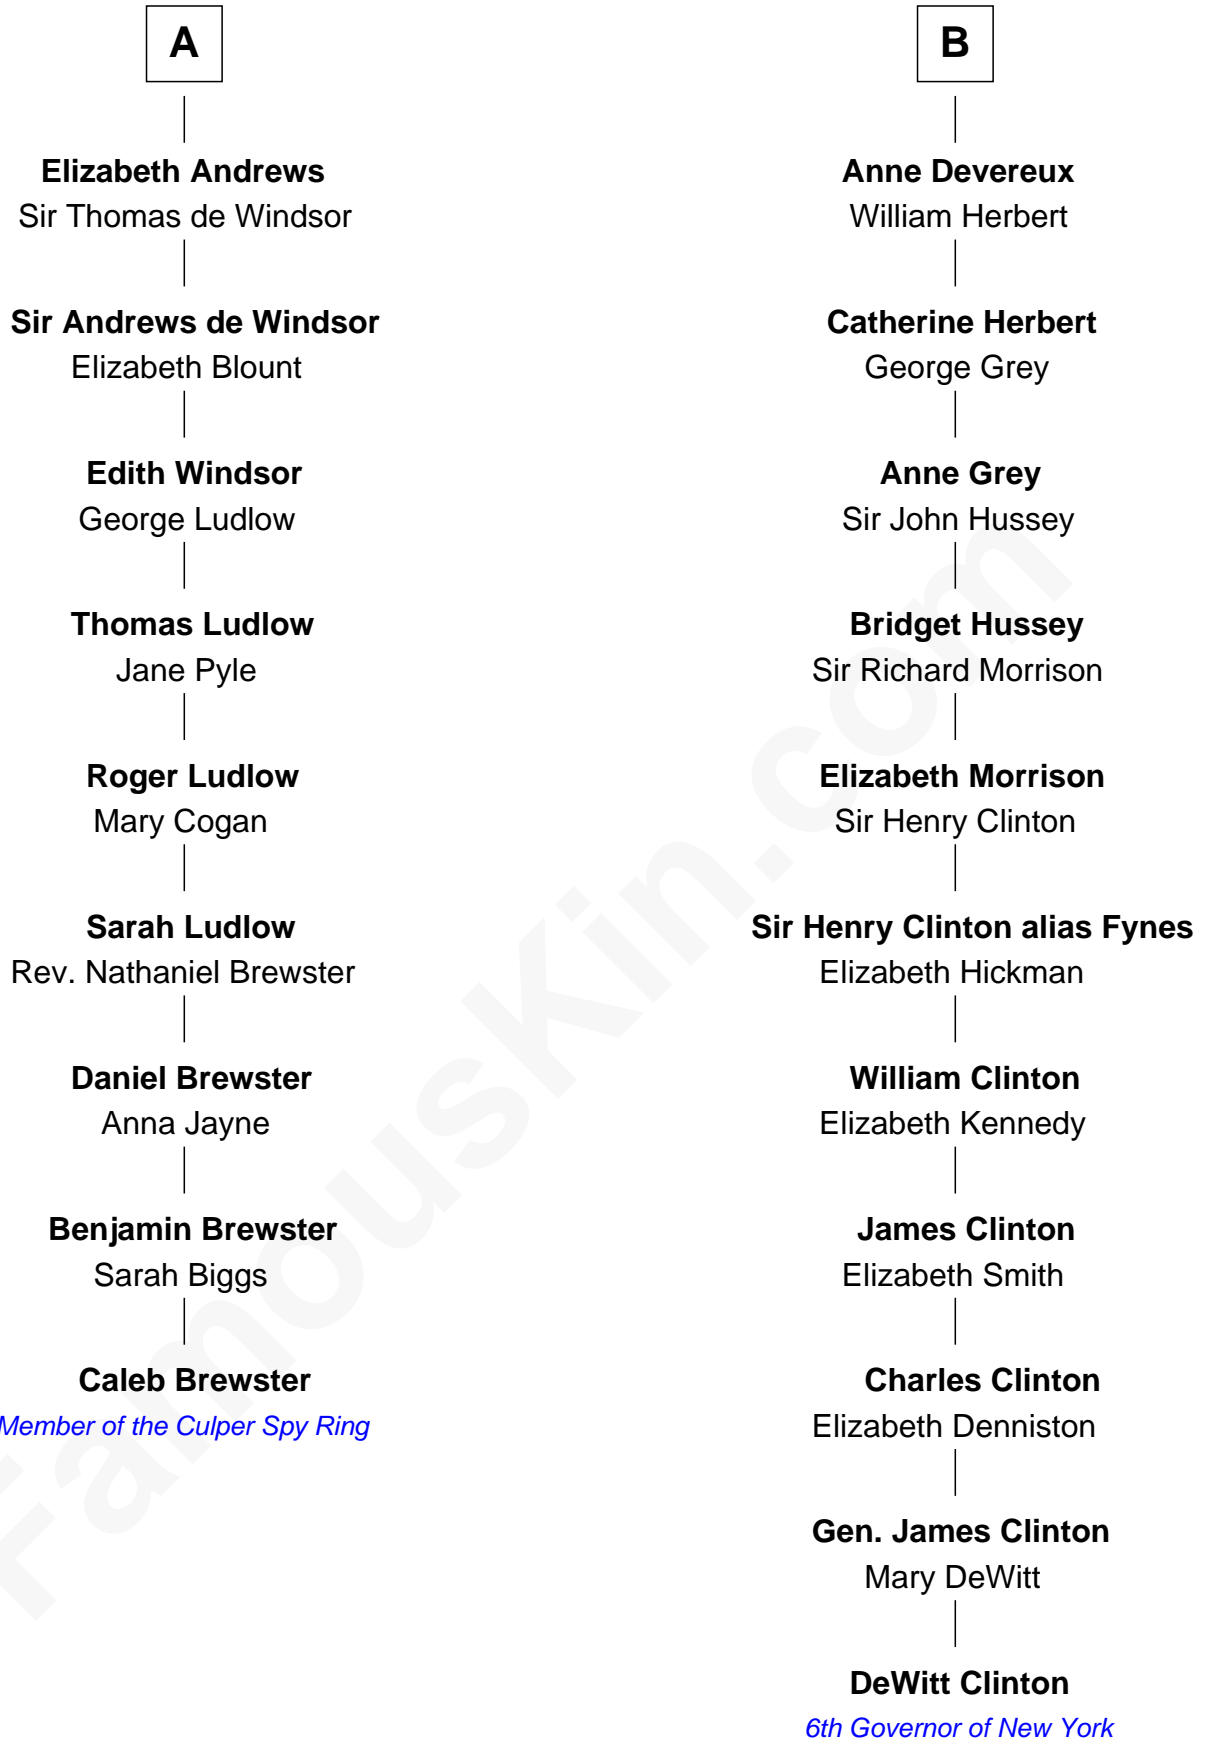 A
Elizabeth Andrews
Sir Thomas de Windsor
Sir Andrews de Windsor
Elizabeth Blount
Edith Windsor
George Ludlow
Thomas Ludlow
Jane Pyle
Roger Ludlow
Mary Cogan
Sarah Ludlow
Rev. Nathaniel Brewster
Daniel Brewster
Anna Jayne
Benjamin Brewster
Sarah Biggs
Caleb Brewster
Member of the Culper Spy Ring
B
Anne Devereux
William Herbert
Catherine Herbert
George Grey
Anne Grey
Sir John Hussey
Bridget Hussey
Sir Richard Morrison
Elizabeth Morrison
Sir Henry Clinton
Sir Henry Clinton alias Fynes
Elizabeth Hickman
William Clinton
Elizabeth Kennedy
James Clinton
Elizabeth Smith
Charles Clinton
Elizabeth Denniston
Gen. James Clinton
Mary DeWitt
DeWitt Clinton
6th Governor of New York
FamousKin.com